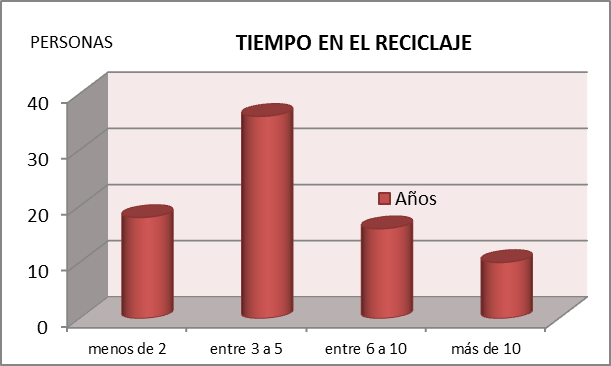 PERSONAS
TIEMPO EN EL RECICLAJE
40
30
20
10
0
Años
menos de 2
entre 3 a 5
entre 6 a 10
más de 10